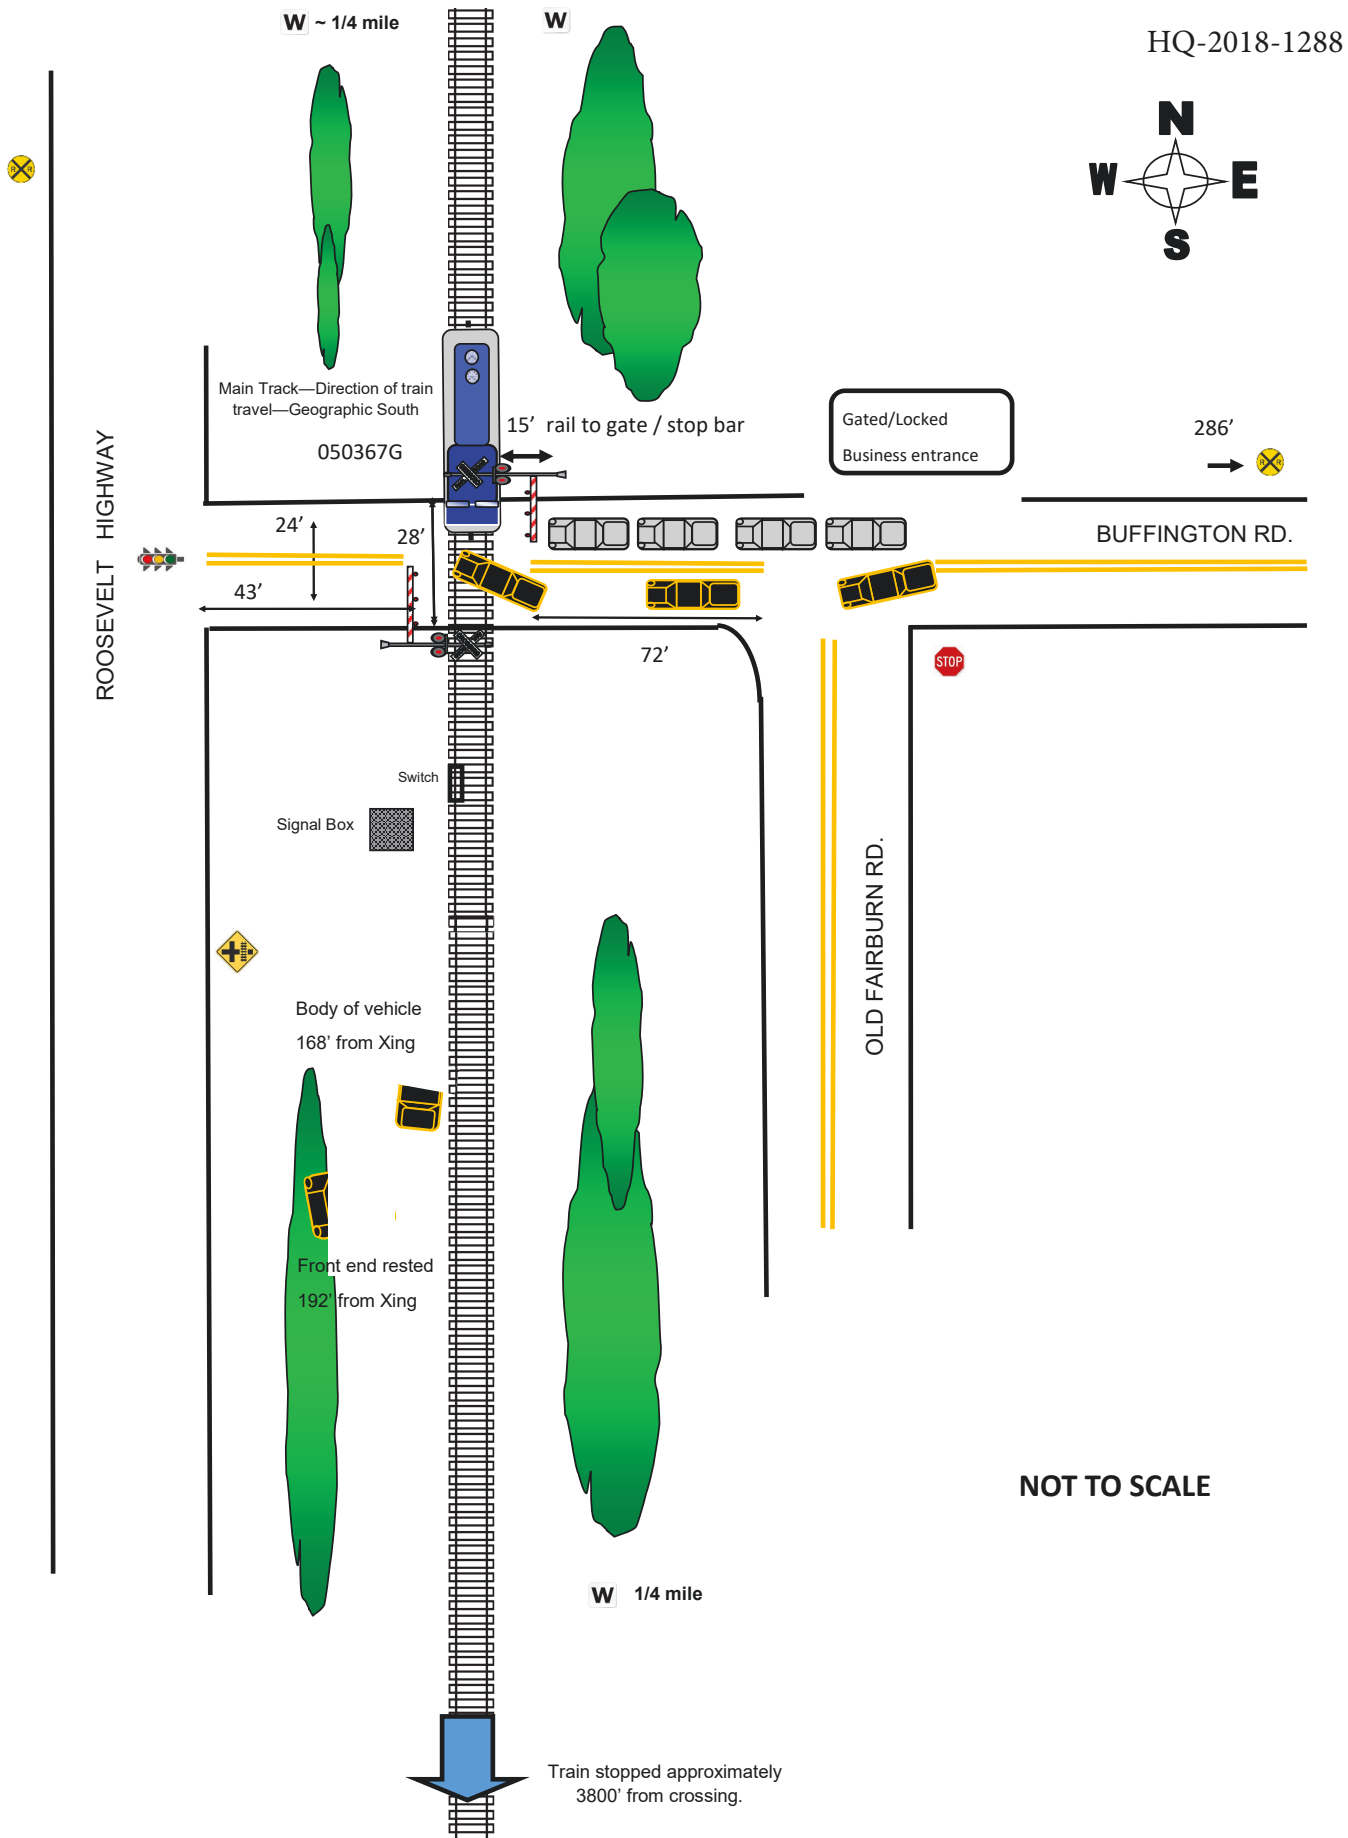 W ~ 1/4 mile
W
HQ-2018-1288
N
W E
S
Main Track—Direction of train
travel—Geographic South
050367G
15’ rail to gate / stop bar
Gated/Locked
Business entrance
286’
R R
R R
ROOSEVELT HIGHWAY
24’
28’
43’
BUFFINGTON RD.
72’
STOP
Switch
Signal Box
OLD FAIRBURN RD.
Body of vehicle
168’ from Xing
Front end rested
192’ from Xing
NOT TO SCALE
W 1/4 mile
Train stopped approximately
3800’ from crossing.